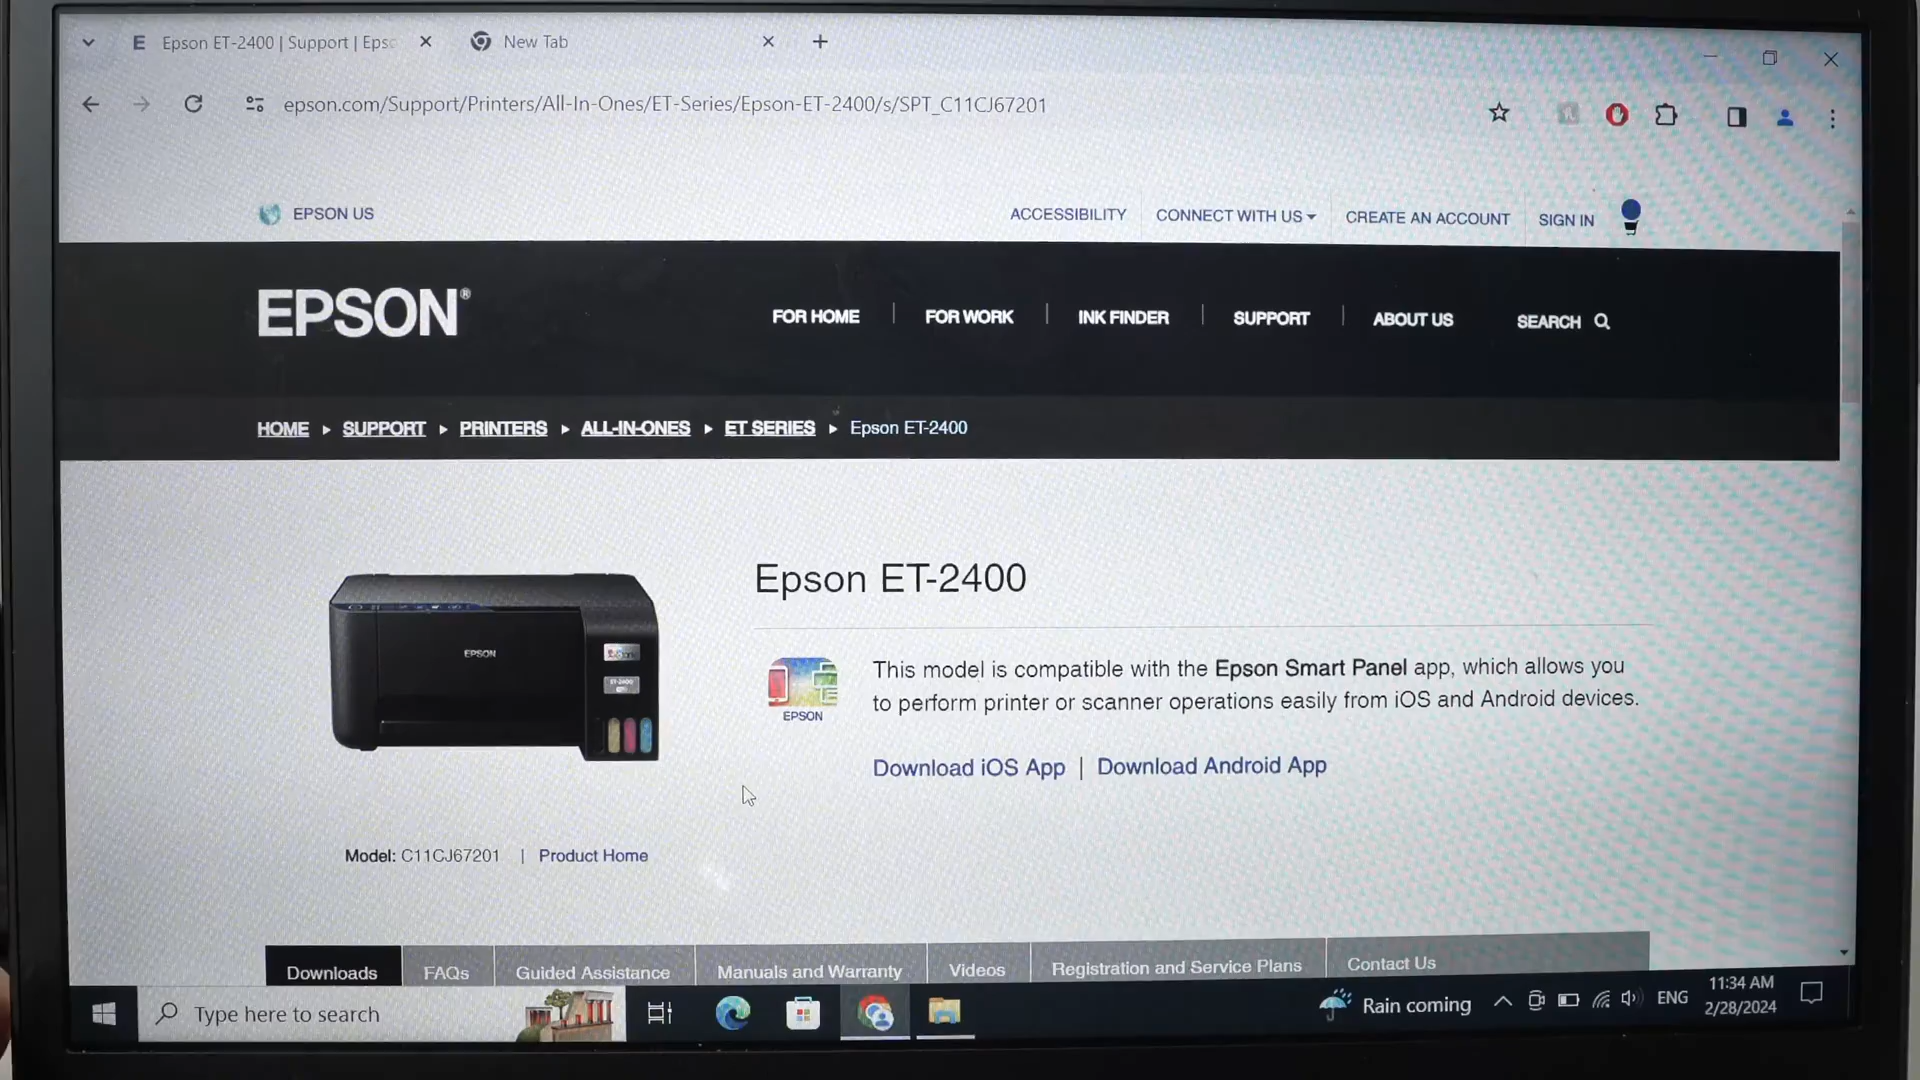 Epson ET-2400 | Support | Epso
New Tab
epson.com/Support/Printers/All-In-Ones/ET-Series/Epson-ET-2400/s/SPT_C11CJ67201
EPSON US
ACCESSIBILITY
CONNECT WITH US
CREATE AN ACCOUNT
SIGN IN
EPSON®
FOR HOME
FOR WORK
INK FINDER
SUPPORT
ABOUT US
SEARCH
HOME ▸ SUPPORT ▸ PRINTERS ▸ ALL-IN-ONES ▸ ET SERIES ▸ Epson ET-2400
Epson ET-2400
EPSON
ET-2400
This model is compatible with the Epson Smart Panel app, which allows you
to perform printer or scanner operations easily from iOS and Android devices.
EPSON
Download iOS App | Download Android App
Model: C11CJ67201 | Product Home
Downloads
FAQs
Guided Assistance
Manuals and Warranty
Videos
Registration and Service Plans
Contact Us
Type here to search
Rain coming
ENG
11:34 AM
2/28/2024